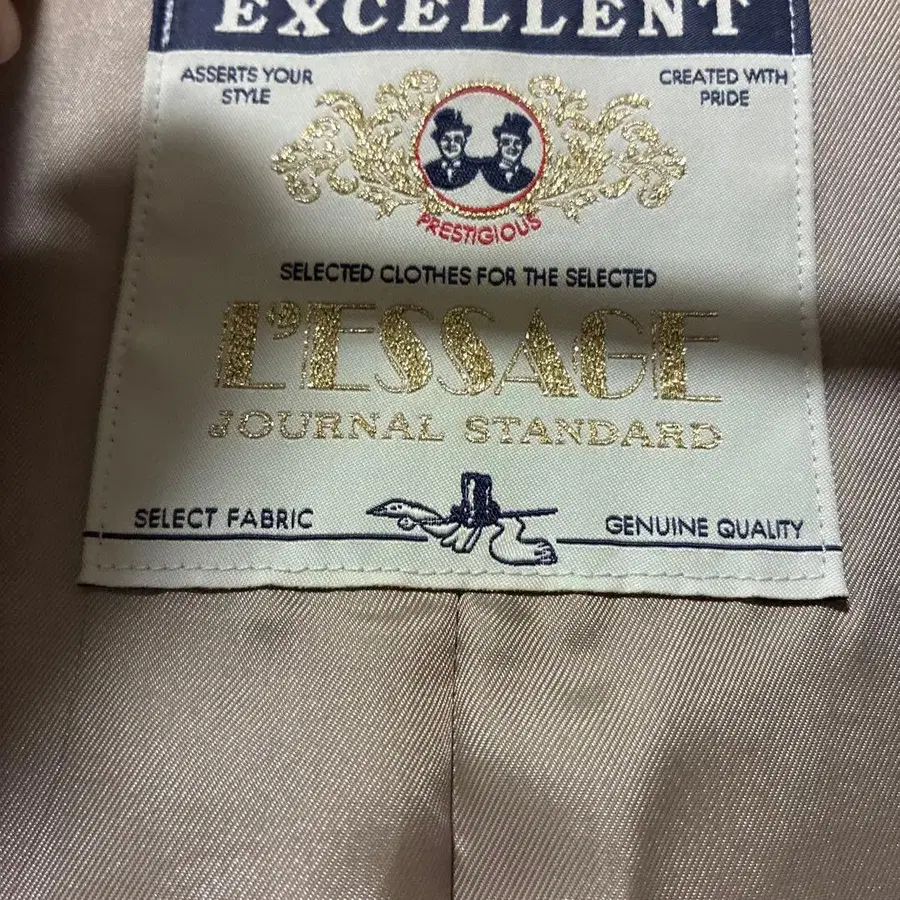 EXCELLENT
ASSERTS YOUR
STYLE
CREATED WITH
PRIDE
PRESTIGIOUS
SELECTED CLOTHES FOR THE SELECTED
L'ESSAGE
JOURNAL STANDARD
SELECT FABRIC
GENUINE QUALITY